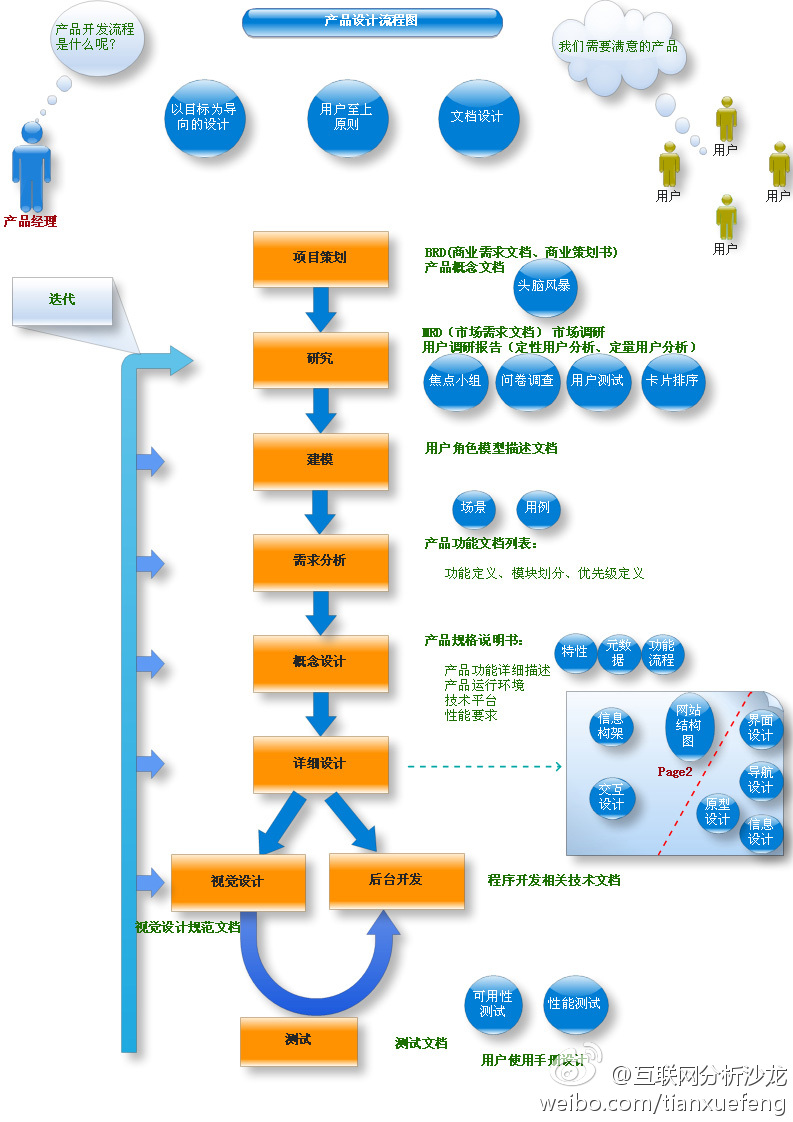 产品设计流程图
产品开发流程
是什么呢?
我们需要满意的产品
以目标为导
向的设计
用户至上
原则
文档设计
用户
用户
用户
用户
产品经理
项目策划
BRD(商业需求文档、商业策划书)
产品概念文档
头脑风暴
迭代
研究
MRD（市场需求文档） 市场调研
用户调研报告（定性用户分析、定量用户分析）
焦点小组
问卷调查
用户测试
卡片排序
建模
用户角色模型描述文档
场景
用例
需求分析
产品功能文档列表:
功能定义、模块划分、优先级定义
概念设计
产品规格说明书:
产品功能详细描述
产品运行环境
技术平台
性能要求
特性
元数
据
功能
流程
详细设计
信息
构架
网站
结构
图
界面
设计
Page2
导航
设计
交互
设计
原型
设计
信息
设计
视觉设计
后台开发
程序开发相关技术文档
视觉设计规范文档
可用性
测试
性能测试
测试
测试文档
用户使用手册设计
@互联网分析沙龙
weibo.com/tianxuefeng